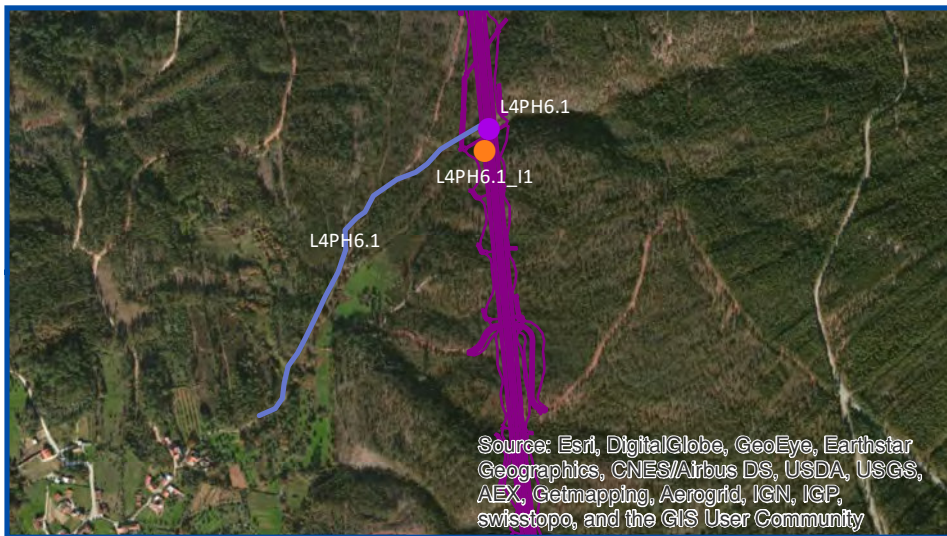 L4PH6.1
L4PH6.1_I1
L4PH6.1
Source: Esri, DigitalGlobe, GeoEye, Earthstar
Geographics, CNES/Airbus DS, USDA, USGS,
AEX, Getmapping, Aerogrid, IGN, IGP,
swisstopo, and the GIS User Community